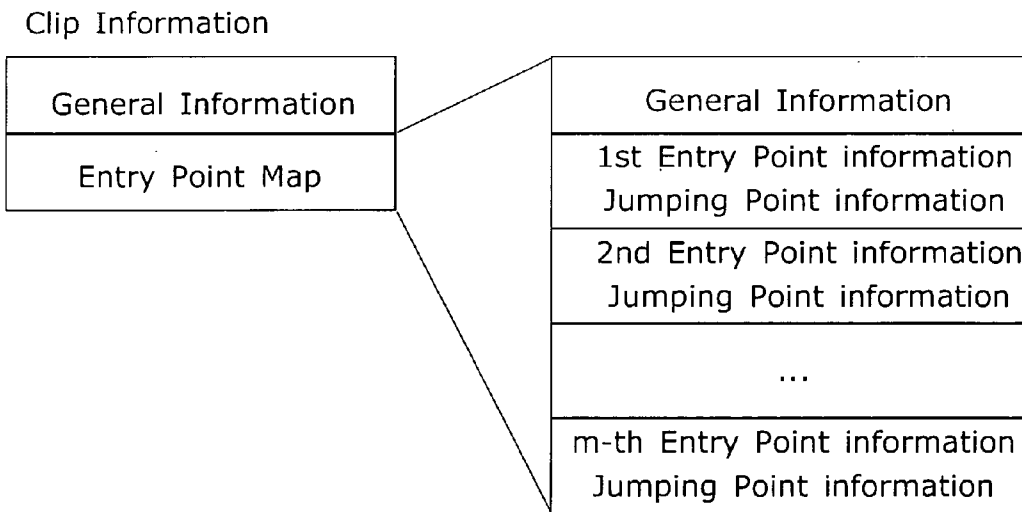 Clip Information
General Information
Entry Point Map
General Information
1st Entry Point information
Jumping Point information
2nd Entry Point information
Jumping Point information
...
m-th Entry Point information
Jumping Point information